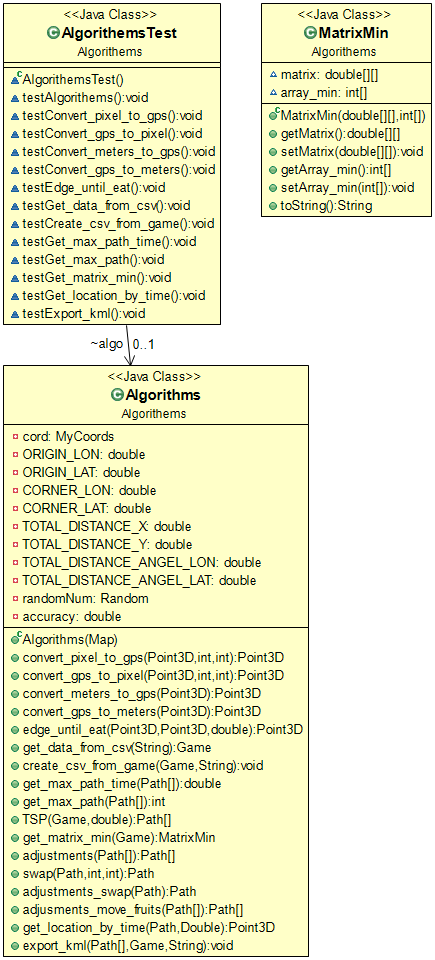 <<Java Class>>
AlgorithemsTest
Algorithems
AlgorithemsTest()
testAlgorithems():void
testConvert_pixel_to_gps():void
testConvert_gps_to_pixel():void
testConvert_meters_to_gps():void
testConvert_gps_to_meters():void
testEdge_until_eat():void
testGet_data_from_csv():void
testCreate_csv_from_game():void
testGet_max_path_time():void
testGet_max_path():void
testGet_matrix_min():void
testGet_location_by_time():void
testExport_kml():void
<<Java Class>>
MatrixMin
Algorithems
matrix: double[][]
array_min: int[]
MatrixMin(double[][],int[])
getMatrix():double[][]
setMatrix(double[][]):void
getArray_min():int[]
setArray_min(int[]):void
toString():String
~algo 0..1
<<Java Class>>
Algorithms
Algorithems
cord: MyCoords
ORIGIN_LON: double
ORIGIN_LAT: double
CORNER_LON: double
CORNER_LAT: double
TOTAL_DISTANCE_X: double
TOTAL_DISTANCE_Y: double
TOTAL_DISTANCE_ANGEL_LON: double
TOTAL_DISTANCE_ANGEL_LAT: double
randomNum: Random
accuracy: double
Algorithms(Map)
convert_pixel_to_gps(Point3D,int,int):Point3D
convert_gps_to_pixel(Point3D,int,int):Point3D
convert_meters_to_gps(Point3D):Point3D
convert_gps_to_meters(Point3D):Point3D
edge_until_eat(Point3D,Point3D,double):Point3D
get_data_from_csv(String):Game
create_csv_from_game(Game,String):void
get_max_path_time(Path[]):double
get_max_path(Path[]):int
TSP(Game,double):Path[]
get_matrix_min(Game):MatrixMin
adjustments(Path[]):Path[]
swap(Path,int,int):Path
adjustments_swap(Path):Path
adjusments_move_fruits(Path[]):Path[]
get_location_by_time(Path,Double):Point3D
export_kml(Path[],Game,String):void